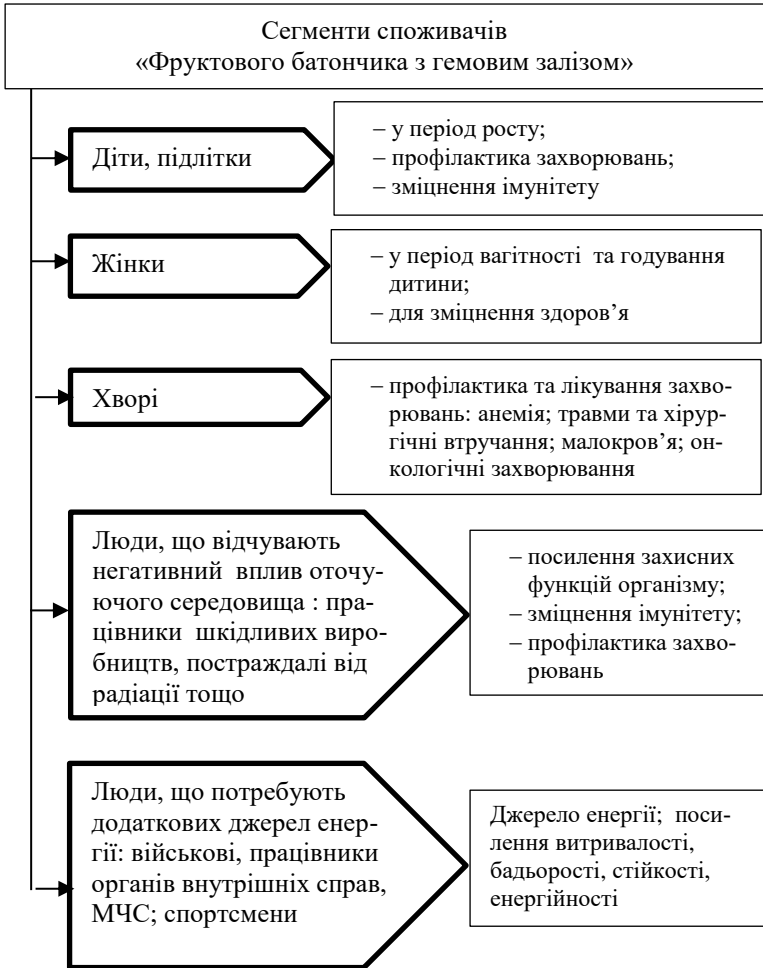 Сегменти споживачів
«Фруктового батончика з гемовим залізом»
Діти, підлітки
– у період росту;
– профілактика захворювань;
– зміцнення імунітету
Жінки
– у період вагітності та годування
дитини;
– для зміцнення здоров’я
Хворі
– профілактика та лікування захво-
рювань: анемія; травми та хірур-
гічні втручання; малокров’я; он-
кологічні захворювання
Люди, що відчувають
негативний вплив оточу-
ючого середовища : пра-
цівники шкідливих виро-
бництв, постраждалі від
радіації тощо
– посилення захисних
функцій організму;
– зміцнення імунітету;
– профілактика захво-
рювань
Люди, що потребують
додаткових джерел енер-
гії: військові, працівники
органів внутрішніх справ,
МЧС; спортсмени
Джерело енергії; поси-
лення витривалості,
бадьорості, стійкості,
енергійності